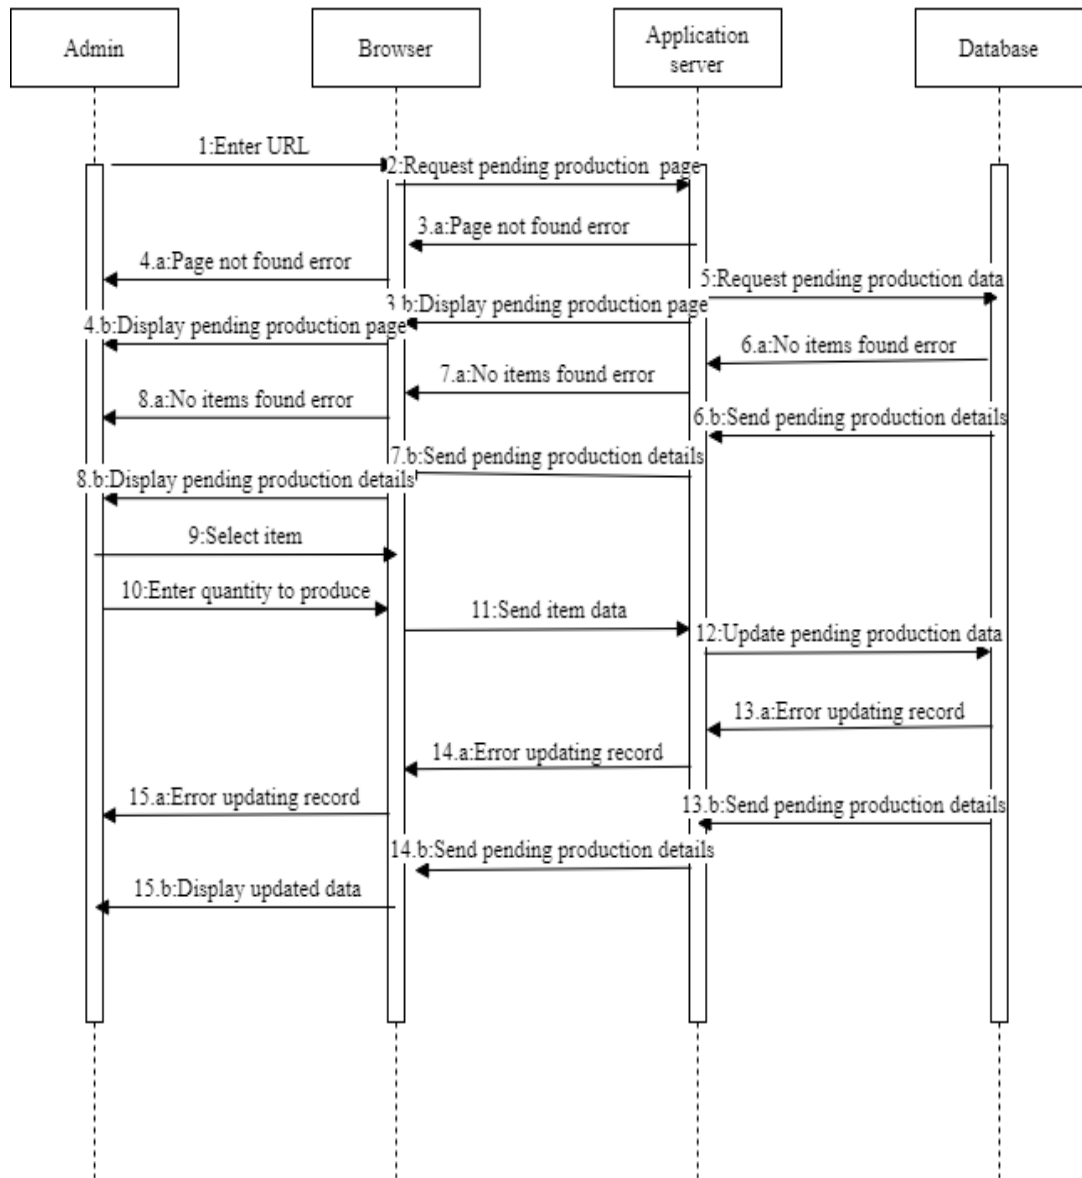 Admin
Browser
Application
server
Database
1:Enter URL
2:Request pending production page
3.a:Page not found error
4.a:Page not found error
5:Request pending production data
3.b:Display pending production page
4.b:Display pending production page
6.a:No items found error
7.a:No items found error
8.a:No items found error
6.b:Send pending production details
7.b:Send pending production details
8.b:Display pending production details
9:Select item
10:Enter quantity to produce
11:Send item data
12:Update pending production data
13.a:Error updating record
14.a:Error updating record
15.a:Error updating record
13.b:Send pending production details
14.b:Send pending production details
15.b:Display updated data